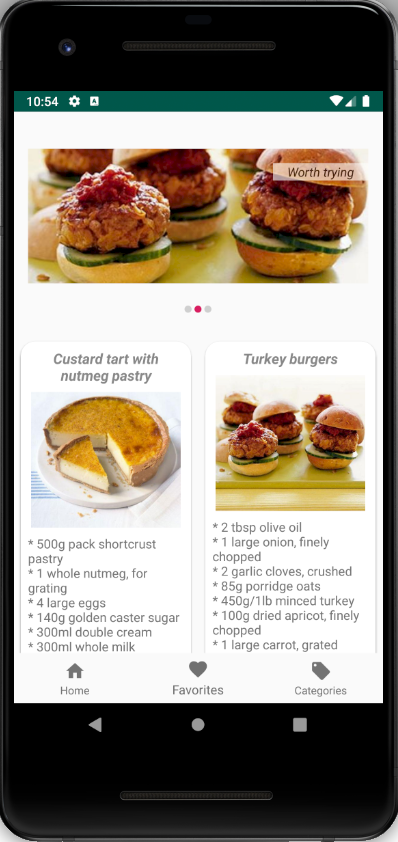 10:54
Worth trying
Custard tart with
nutmeg pastry
* 500g pack shortcrust
pastry
* 1 whole nutmeg, for
grating
* 4 large eggs
* 140g golden caster sugar
* 300ml double cream
* 300ml whole milk
Turkey burgers
* 2 tbsp olive oil
* 1 large onion, finely
chopped
* 2 garlic cloves, crushed
* 85g porridge oats
* 450g/1lb minced turkey
* 100g dried apricot, finely
chopped
* 1 large carrot, grated
Home
Favorites
Categories